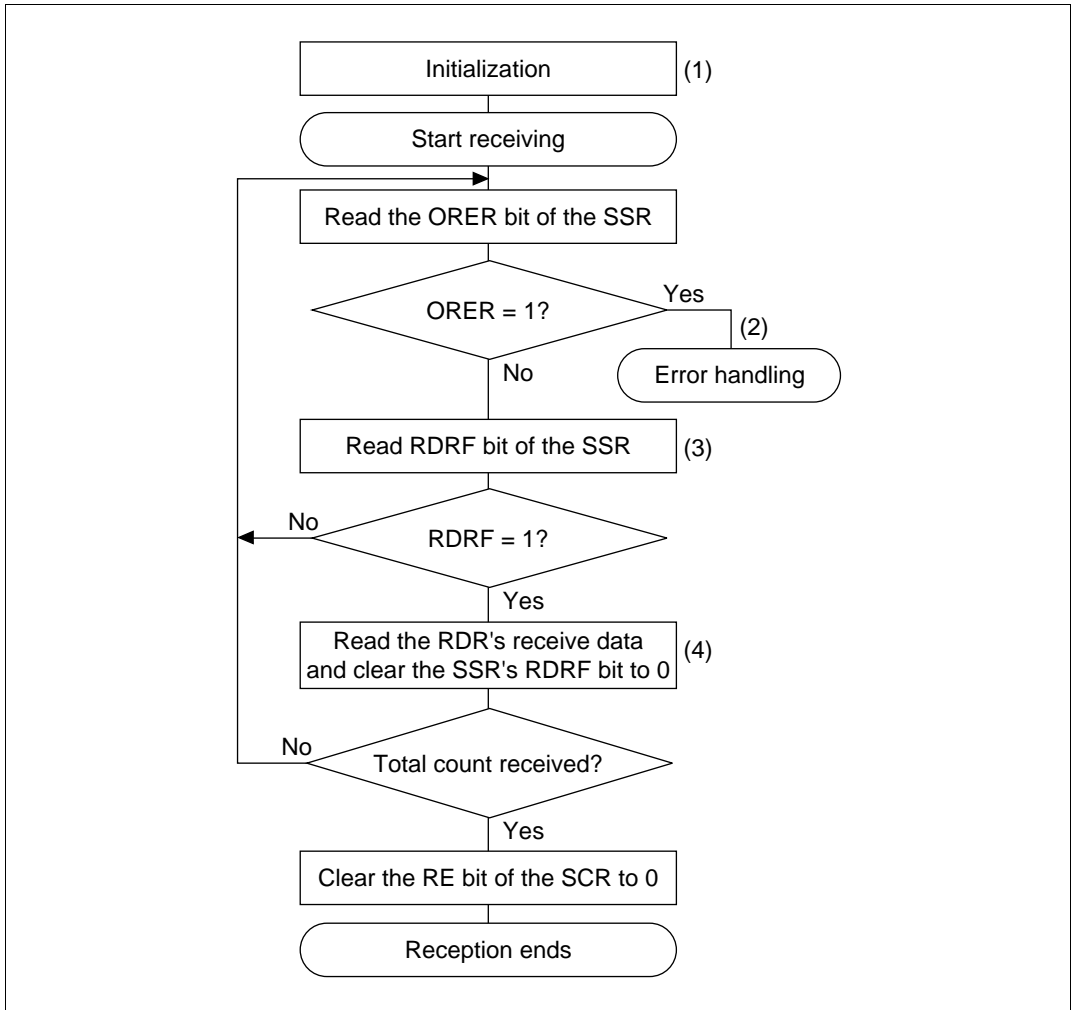 Initialization
(1)
Start receiving
Read the ORER bit of the SSR
ORER = 1?
Yes
(2)
Error handling
No
Read RDRF bit of the SSR
(3)
No
RDRF = 1?
Yes
Read the RDR's receive data
and clear the SSR's RDRF bit to 0
(4)
No
Total count received?
Yes
Clear the RE bit of the SCR to 0
Reception ends